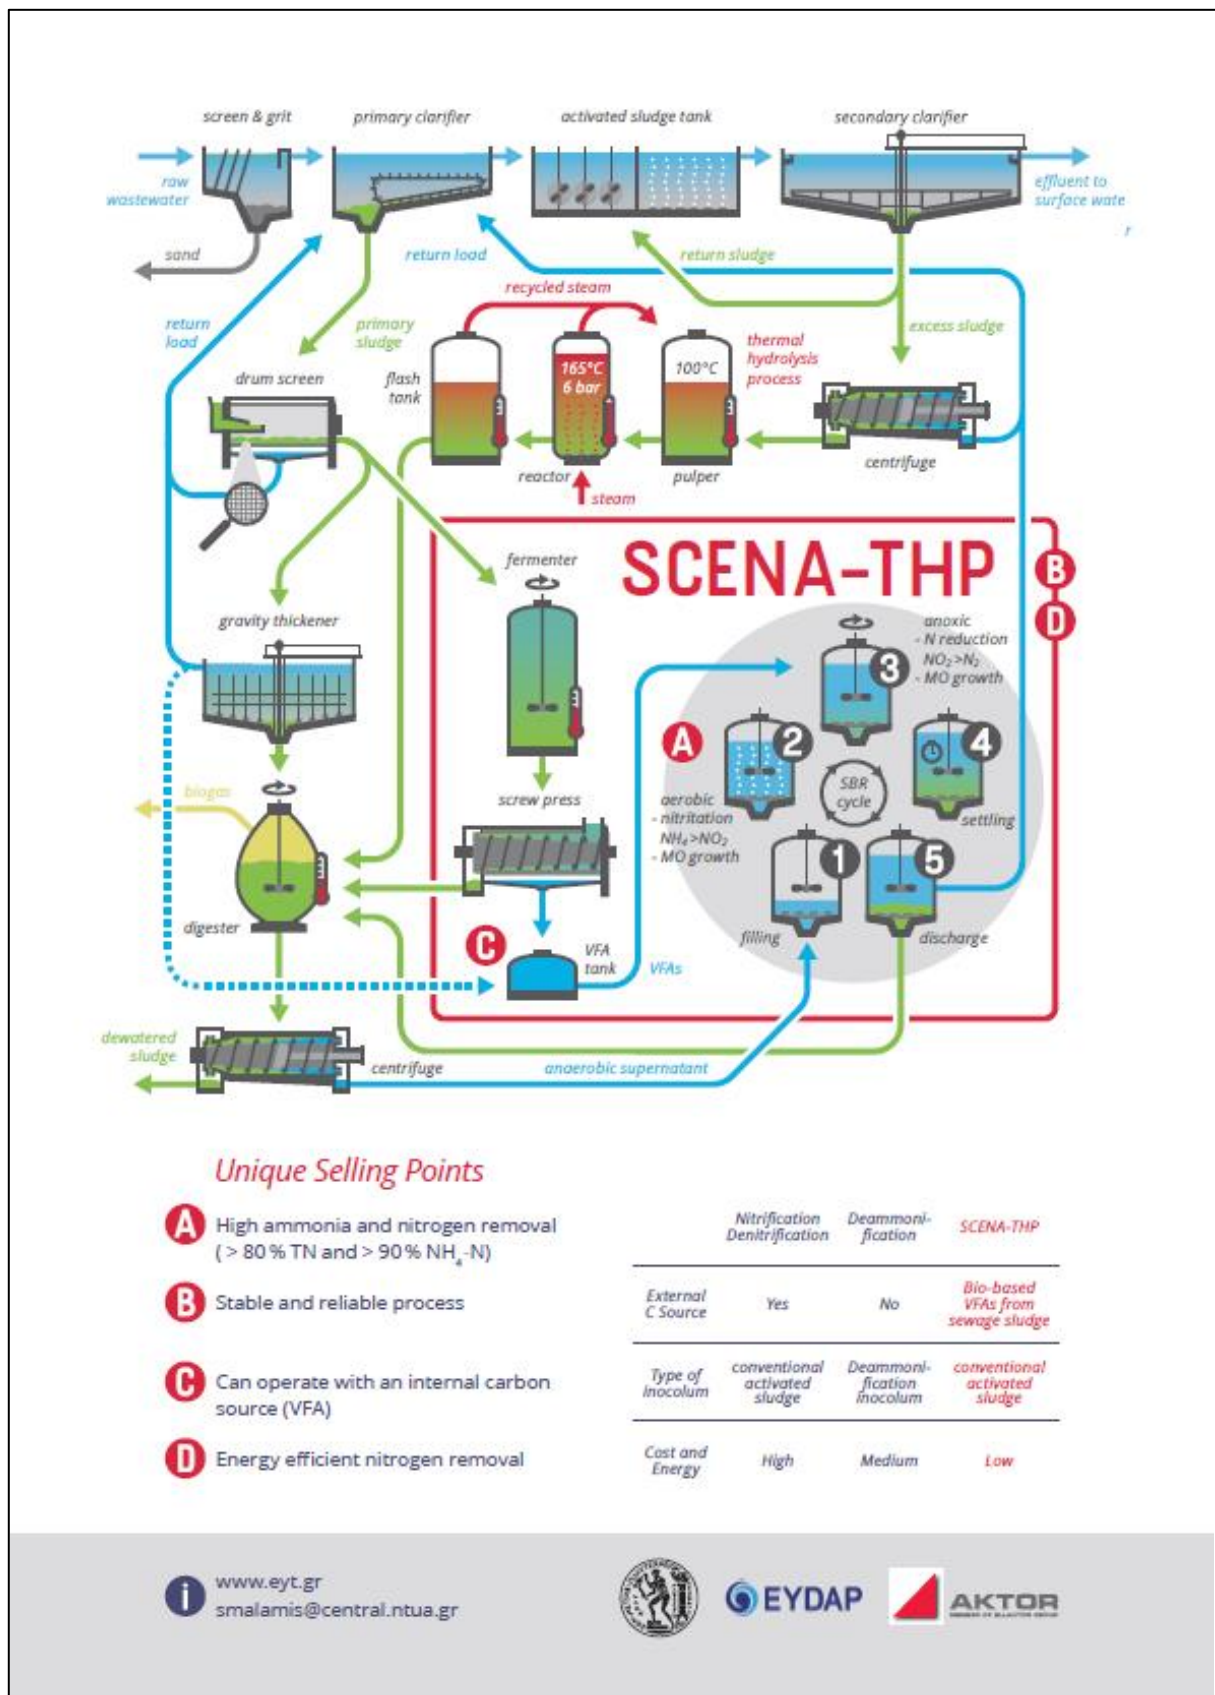 screen & grit
primary clarifier
activated sludge tank
secondary clarifier
raw
wastewater
effluent to
surface wate
r
sand
return load
return sludge
recycled steam
return
load
primary
sludge
excess sludge
thermal
hydrolysis
process
drum screen
flash
tank
165°C
6 bar
100°C
centrifuge
reactor
pulper
steam
SCENA-THP
B
D
fermenter
gravity thickener
anoxic
- N reduction
NO₂>N₂
- MO growth
3
A
2
4
SBR
cycle
biogas
screw press
aerobic
- nitritation
NH₄>NO₂
- MO growth
settling
1
5
digester
C
VFA
tank
VFAs
filling
discharge
dewatered
sludge
centrifuge
anaerobic supernatant
Unique Selling Points
A High ammonia and nitrogen removal
( > 80 % TN and > 90 % NH₄-N)
B Stable and reliable process
C Can operate with an internal carbon
source (VFA)
D Energy efficient nitrogen removal
Nitrification
Denitrification
Deammoni-
fication
SCENA-THP
External
C Source
Yes
No
Bio-based
VFAs from
sewage sludge
Type of
inocolum
conventional
activated
sludge
Deammoni-
fication
inocolum
conventional
activated
sludge
Cost and
Energy
High
Medium
Low
i
www.eyt.gr
smalamis@central.ntua.gr
EYDAP
AKTOR